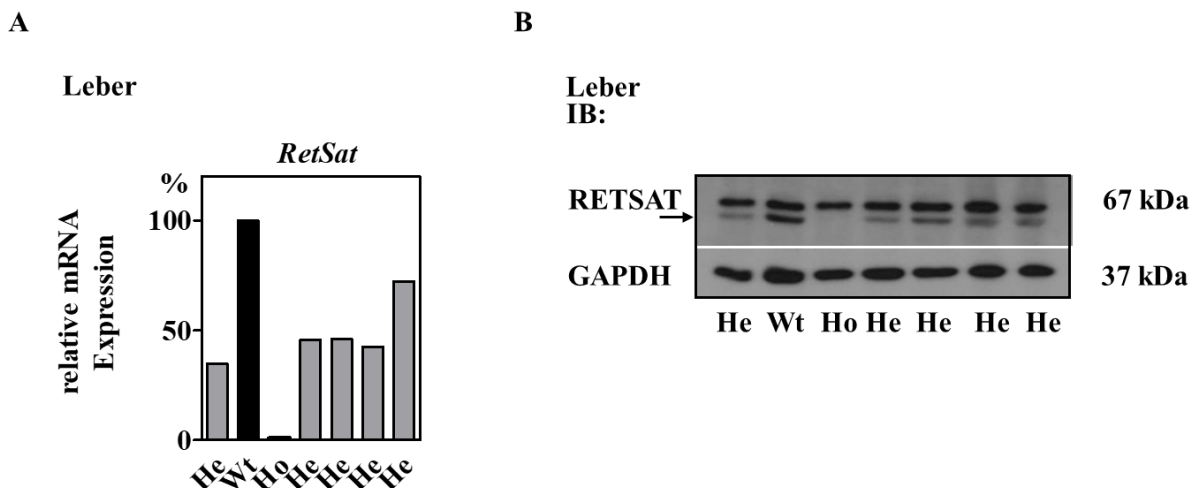 A
Leber
RetSat
%
100
50
0
relative mRNA
Expression
He Wt Ho He He He He
B
Leber
IB:
RETSAT
67 kDa
GAPDH
37 kDa
He Wt Ho He He He He